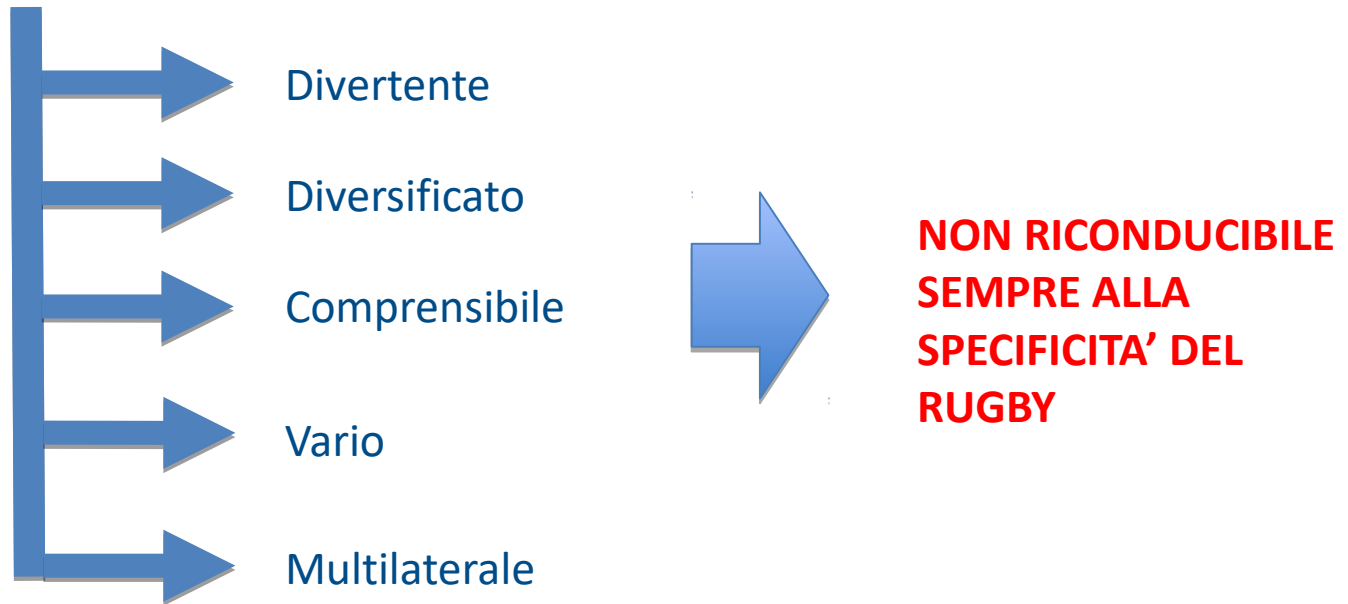 Divertente
Diversificato
Comprensibile
Vario
Multilaterale
NON RICONDUCIBILE
SEMPRE ALLA
SPECIFICITA’ DEL
RUGBY